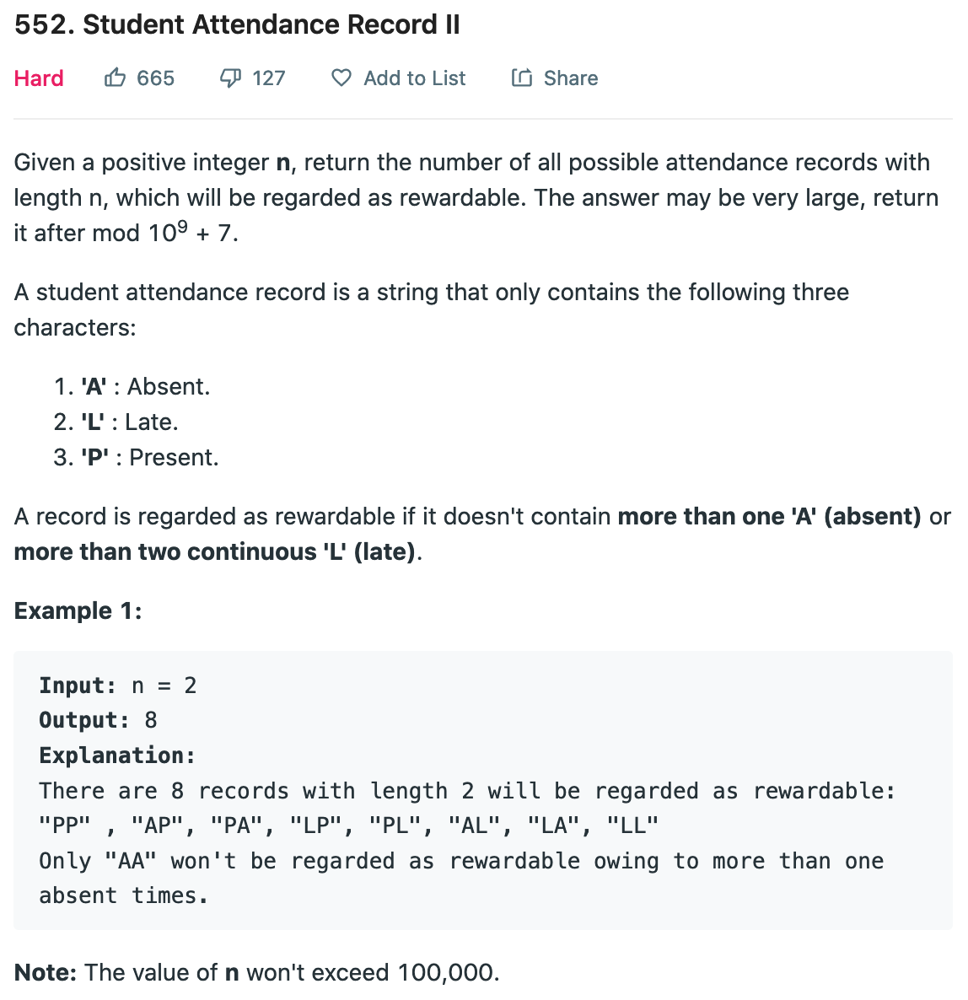 552. Student Attendance Record II
Hard 665 127 Add to List Share
Given a positive integer n, return the number of all possible attendance records with
length n, which will be regarded as rewardable. The answer may be very large, return
it after mod 10⁹ + 7.
A student attendance record is a string that only contains the following three
characters:
1. 'A' : Absent.
2. 'L' : Late.
3. 'P' : Present.
A record is regarded as rewardable if it doesn't contain more than one 'A' (absent) or
more than two continuous 'L' (late).
Example 1:
Input: n = 2
Output: 8
Explanation:
There are 8 records with length 2 will be regarded as rewardable:
"PP" , "AP", "PA", "LP", "PL", "AL", "LA", "LL"
Only "AA" won't be regarded as rewardable owing to more than one
absent times.
Note: The value of n won't exceed 100,000.